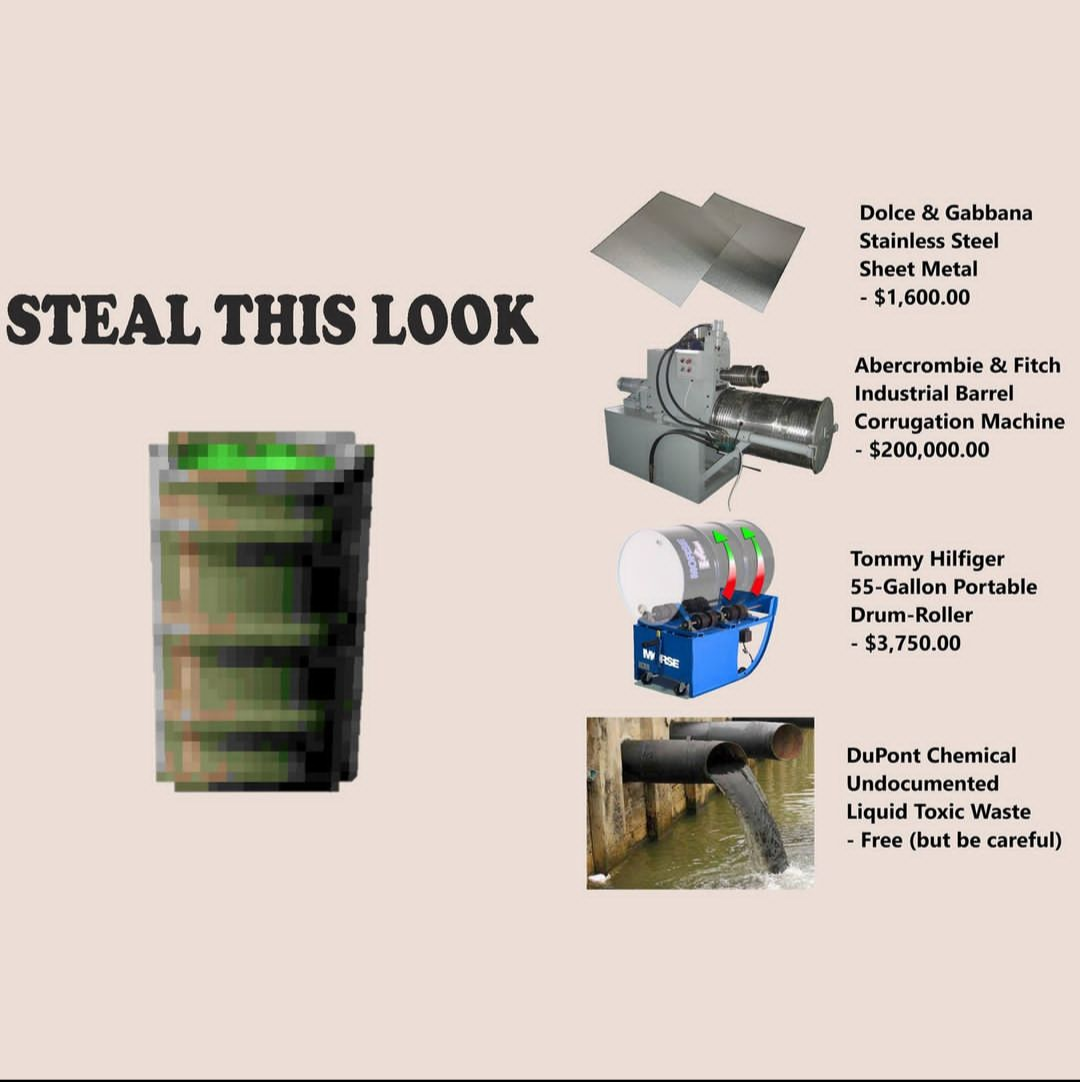 STEAL THIS LOOK
Dolce & Gabbana
Stainless Steel
Sheet Metal
- $1,600.00
Abercrombie & Fitch
Industrial Barrel
Corrugation Machine
- $200,000.00
Tommy Hilfiger
55-Gallon Portable
Drum-Roller
- $3,750.00
MORSE
MORSE
DuPont Chemical
Undocumented
Liquid Toxic Waste
- Free (but be careful)